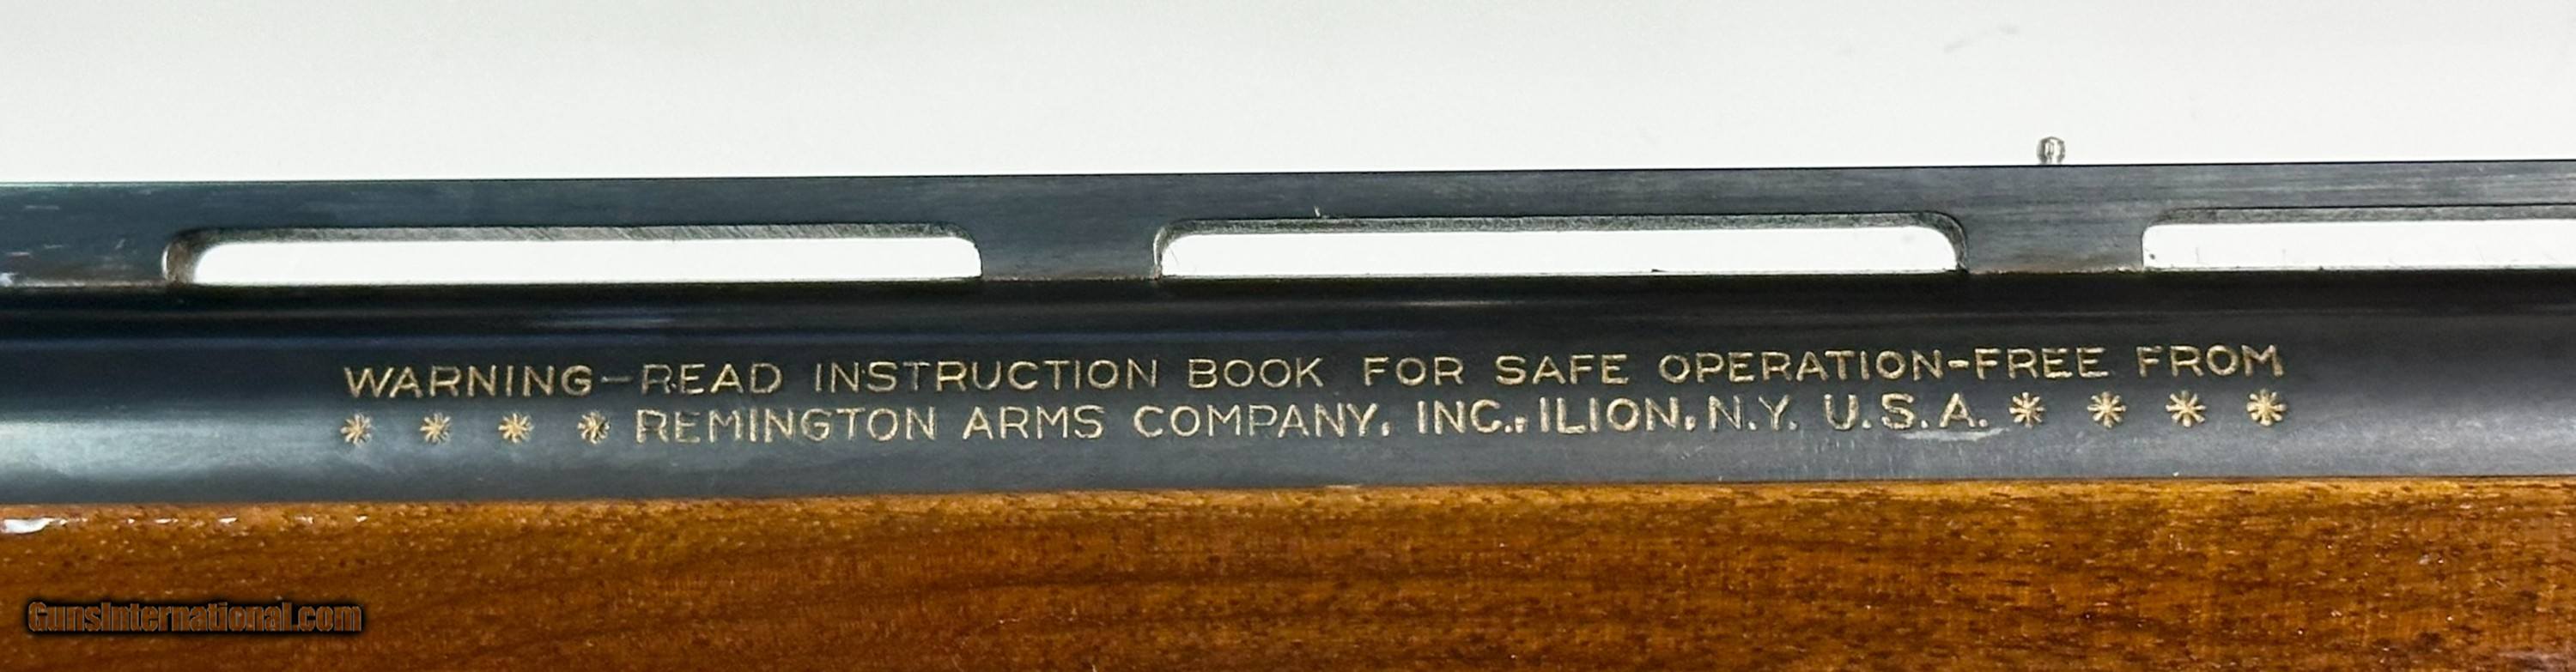 WARNING-READ INSTRUCTION BOOK FOR SAFE OPERATION-FREE FROM
* * * * REMINGTON ARMS COMPANY, INC., ILION, N.Y. U.S.A. * * * *
GunsInternational.com